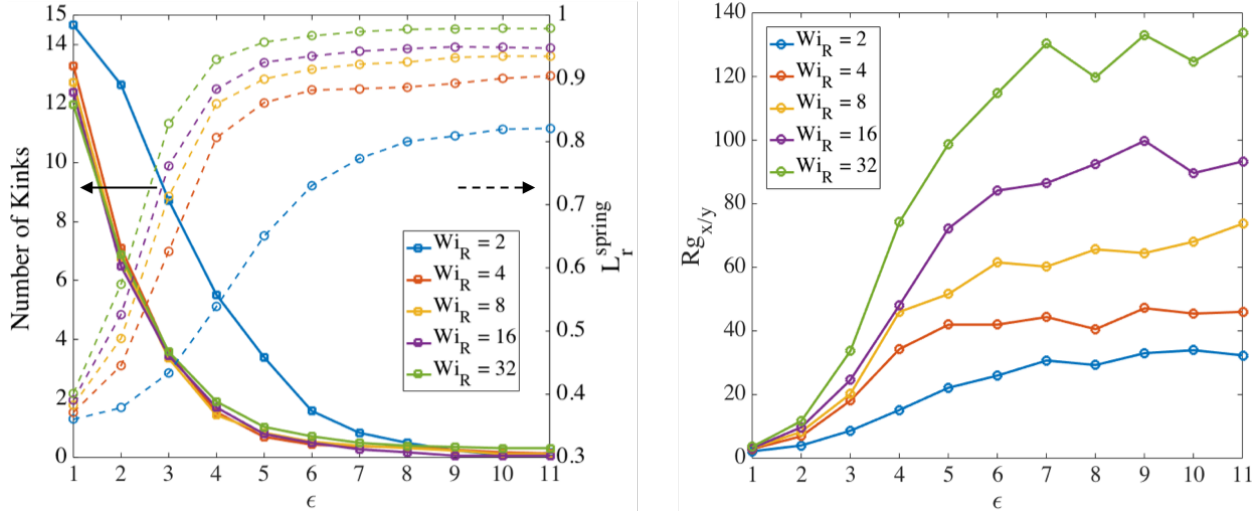 15
14
12
10
8
6
4
2
0
Number of Kinks
1
0.9
0.8
0.7
0.6
0.5
0.4
0.3
L_r^spring
Wi_R = 2
Wi_R = 4
Wi_R = 8
Wi_R = 16
Wi_R = 32
1 2 3 4 5 6 7 8 9 10 11
ϵ
140
120
100
80
60
40
20
0
Rg_x/y
Wi_R = 2
Wi_R = 4
Wi_R = 8
Wi_R = 16
Wi_R = 32
1 2 3 4 5 6 7 8 9 10 11
ϵ